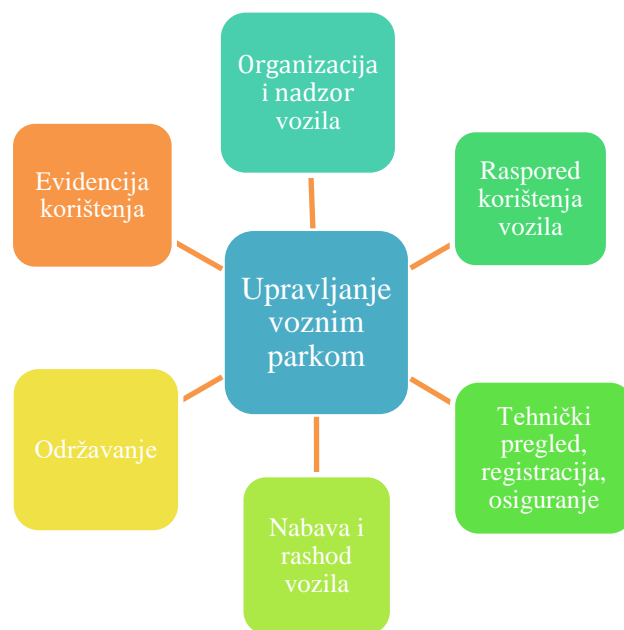 Organizacija
i nadzor
vozila
Raspored
korištenja
vozila
Tehnički
pregled,
registracija,
osiguranje
Nabava i
rashod
vozila
Održavanje
Evidencija
korištenja
Upravljanje
voznim
parkom